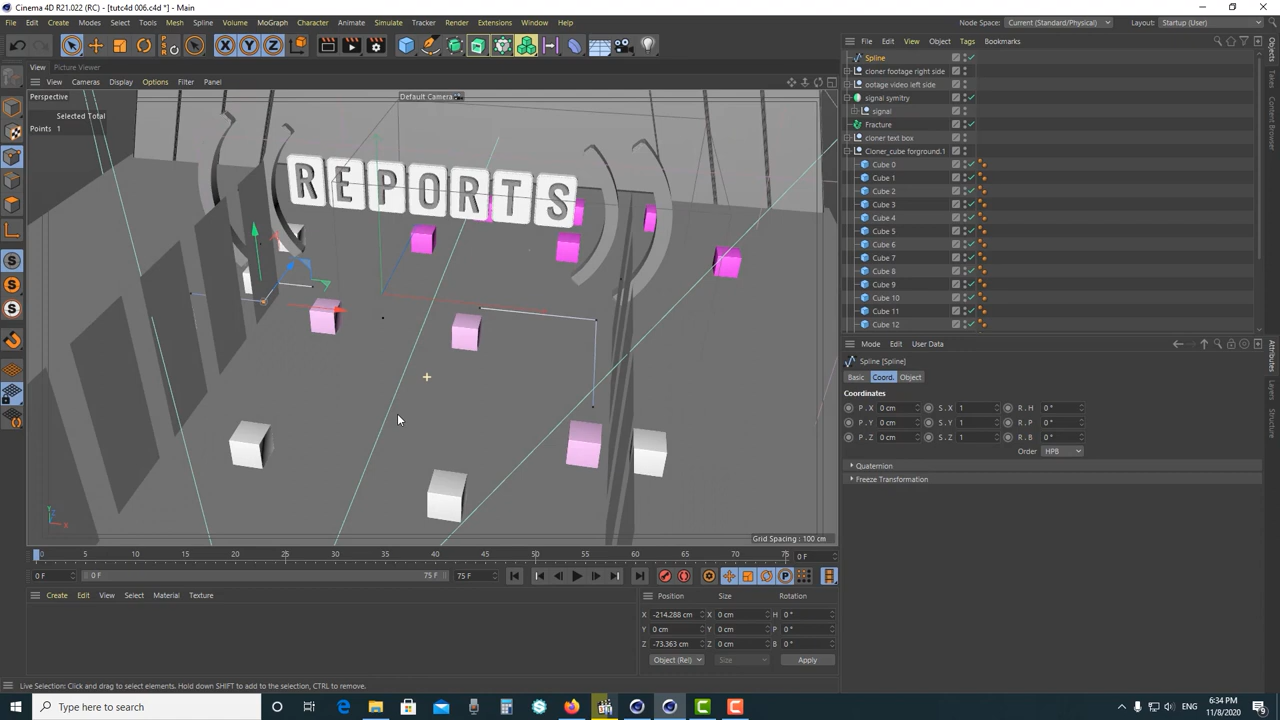 Cinema 4D R21.022 (RC) - [tutc4d 006.c4d *] - Main
File Edit Create Modes Select Tools Mesh Spline Volume MoGraph Character Animate Simulate Tracker Render Extensions Window Help
Node Space: Current (Standard/Physical) Layout: Startup (User)
PSR
X Y Z
View Picture Viewer
View Cameras Display Options Filter Panel
Perspective
Default Camera
Selected Total
Points 1
REPORTS
Grid Spacing : 100 cm
File Edit View Object Tags Bookmarks
Spline
cloner footage right side
ootage video left side
signal symitry
signal
Fracture
cloner text box
Cloner_cube forground.1
Cube 0
Cube 1
Cube 2
Cube 3
Cube 4
Cube 5
Cube 6
Cube 7
Cube 8
Cube 9
Cube 10
Cube 11
Cube 12
Objects
Content Browser
Mode Edit User Data
Spline [Spline]
Basic Coord. Object
Coordinates
P . X 0 cm S . X 1 R . H 0 °
P . Y 0 cm S . Y 1 R . P 0 °
P . Z 0 cm S . Z 1 R . B 0 °
Order HPB
Quaternion
Freeze Transformation
Attributes
Layers
Structure
0 5 10 15 20 25 30 35 40 45 50 55 60 65 70 75 0 F
0 F 0 F 75 F 75 F
Create Edit View Select Material Texture
Position Size Rotation
X -214.288 cm X 0 cm H 0 °
Y 0 cm Y 0 cm P 0 °
Z -73.363 cm Z 0 cm B 0 °
Object (Rel) Size Apply
Live Selection: Click and drag to select elements. Hold down SHIFT to add to the selection, CTRL to remove.
Type here to search
ENG
6:34 PM
11/8/2020